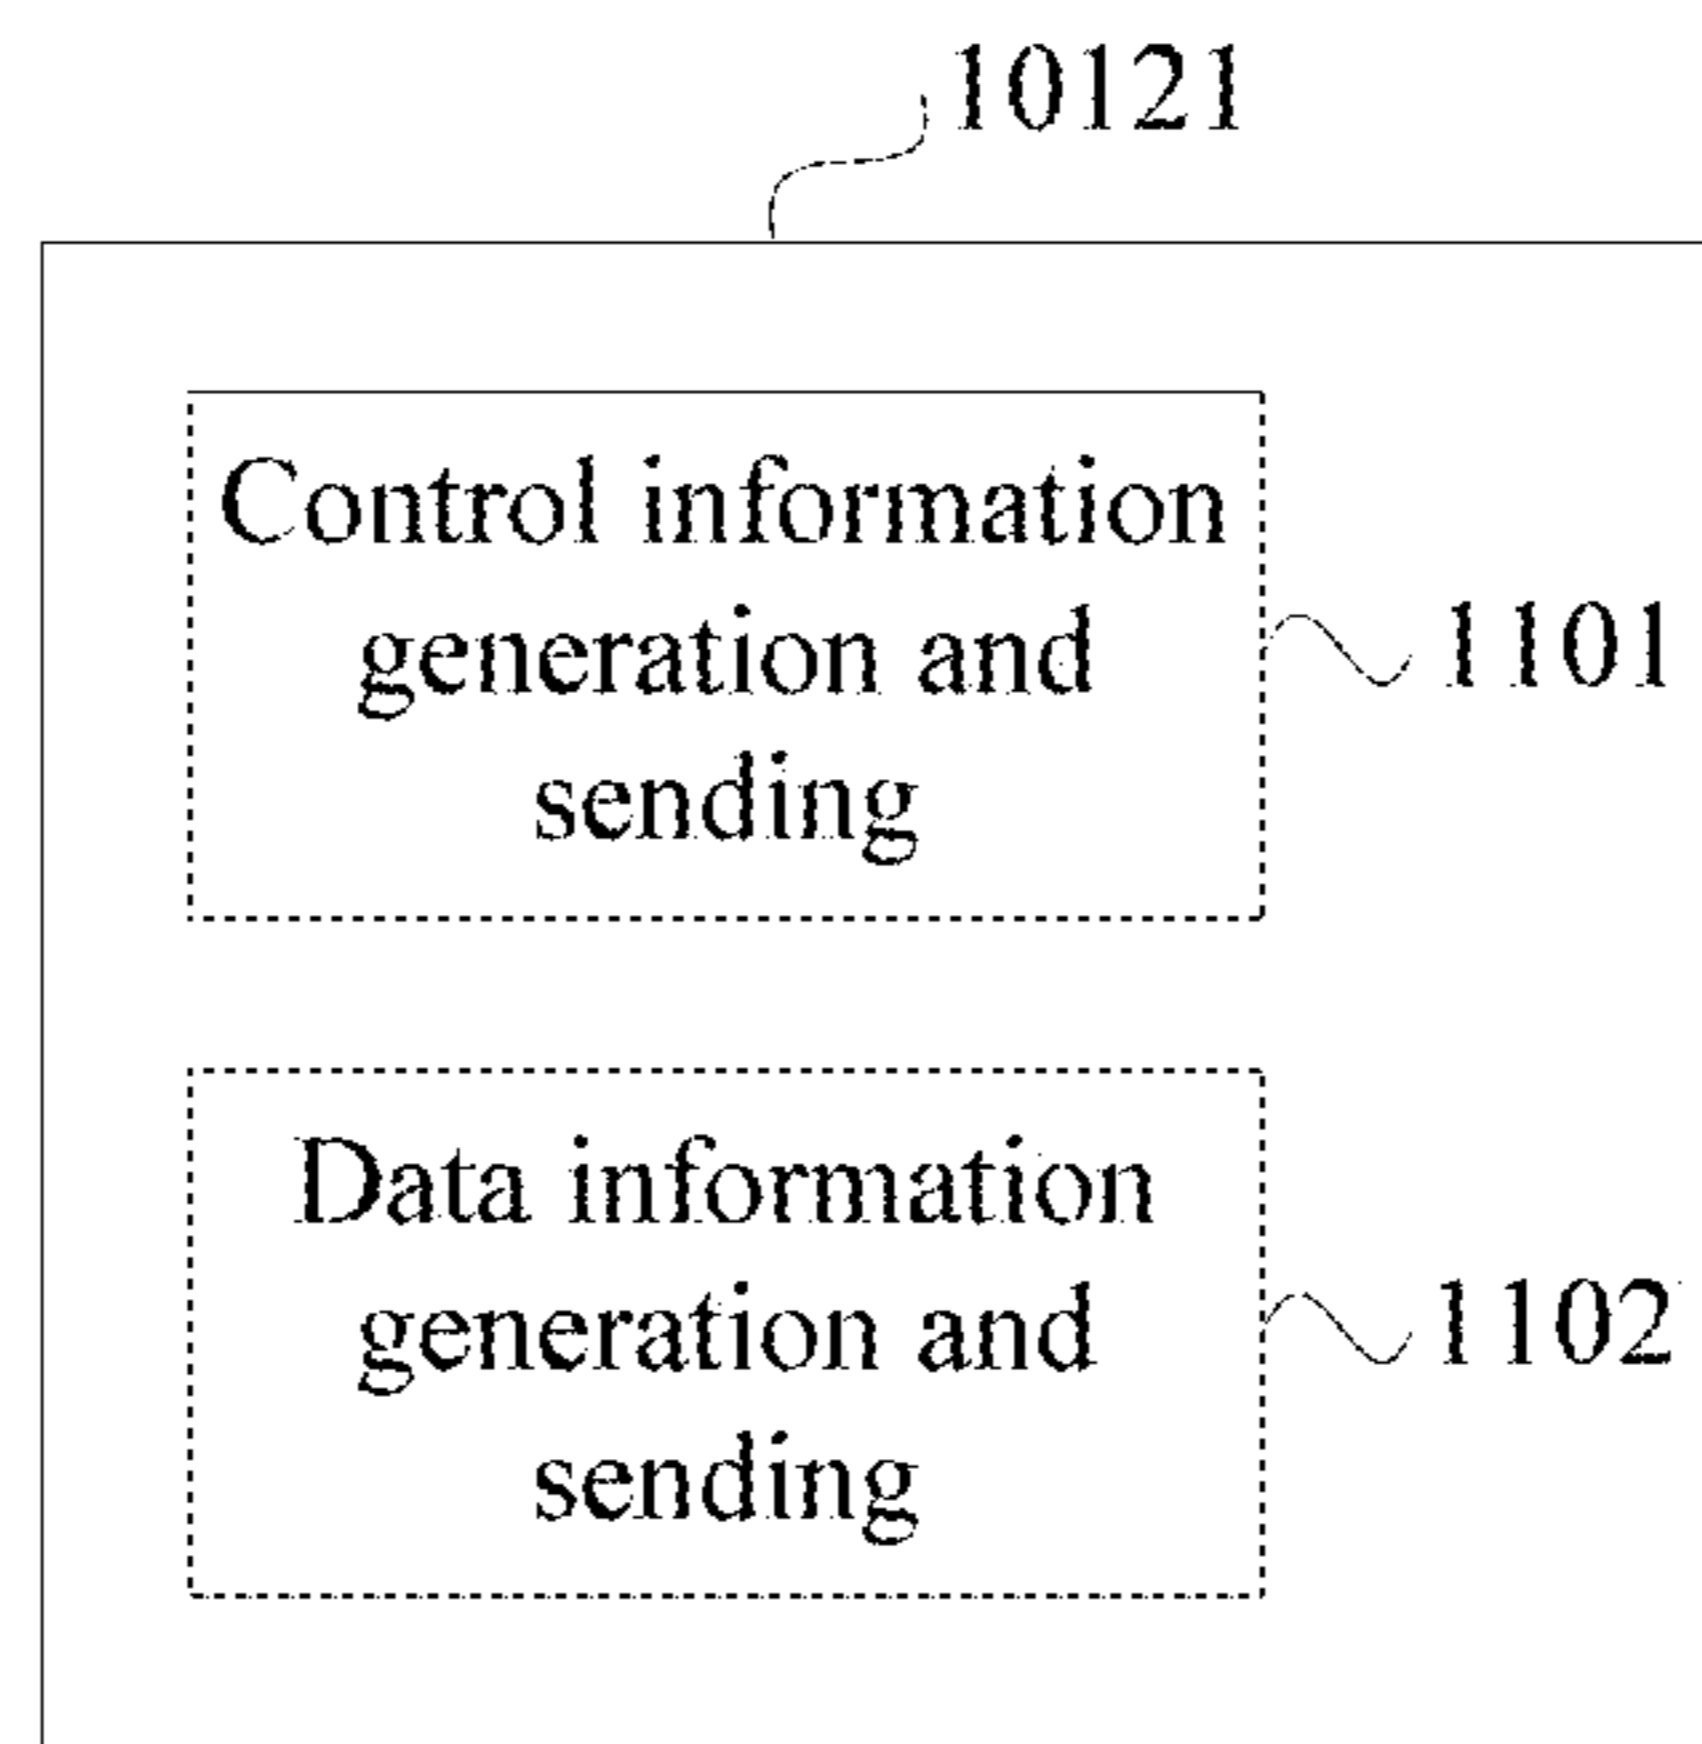 10121
Control information
generation and
sending
1101
Data information
generation and
sending
1102